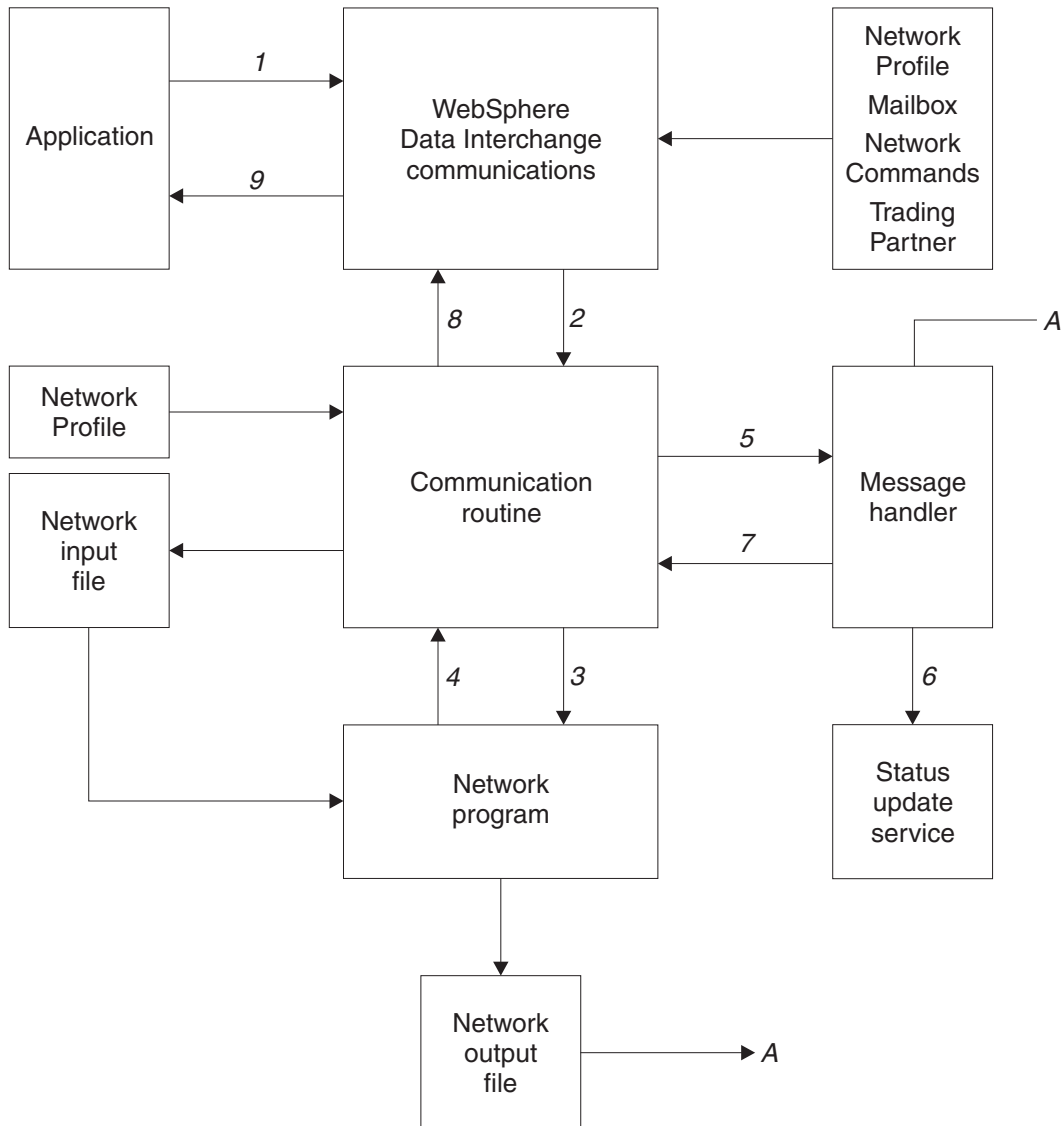 1
Application
9
WebSphere
Data Interchange
communications
Network
Profile
Mailbox
Network
Commands
Trading
Partner
8
2
A
Network
Profile
Communication
routine
5
7
Message
handler
Network
input
file
4
3
6
Network
program
Status
update
service
Network
output
file
A